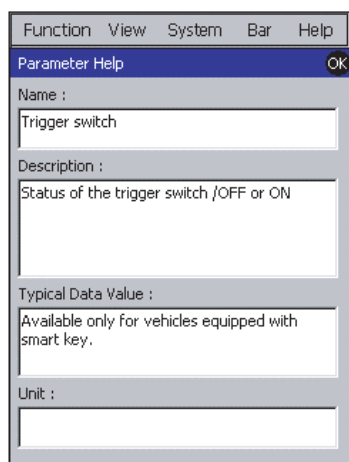 Function View System Bar Help
Parameter Help OK
Name :
Trigger switch
Description :
Status of the trigger switch /OFF or ON
Typical Data Value :
Available only for vehicles equipped with
smart key.
Unit :